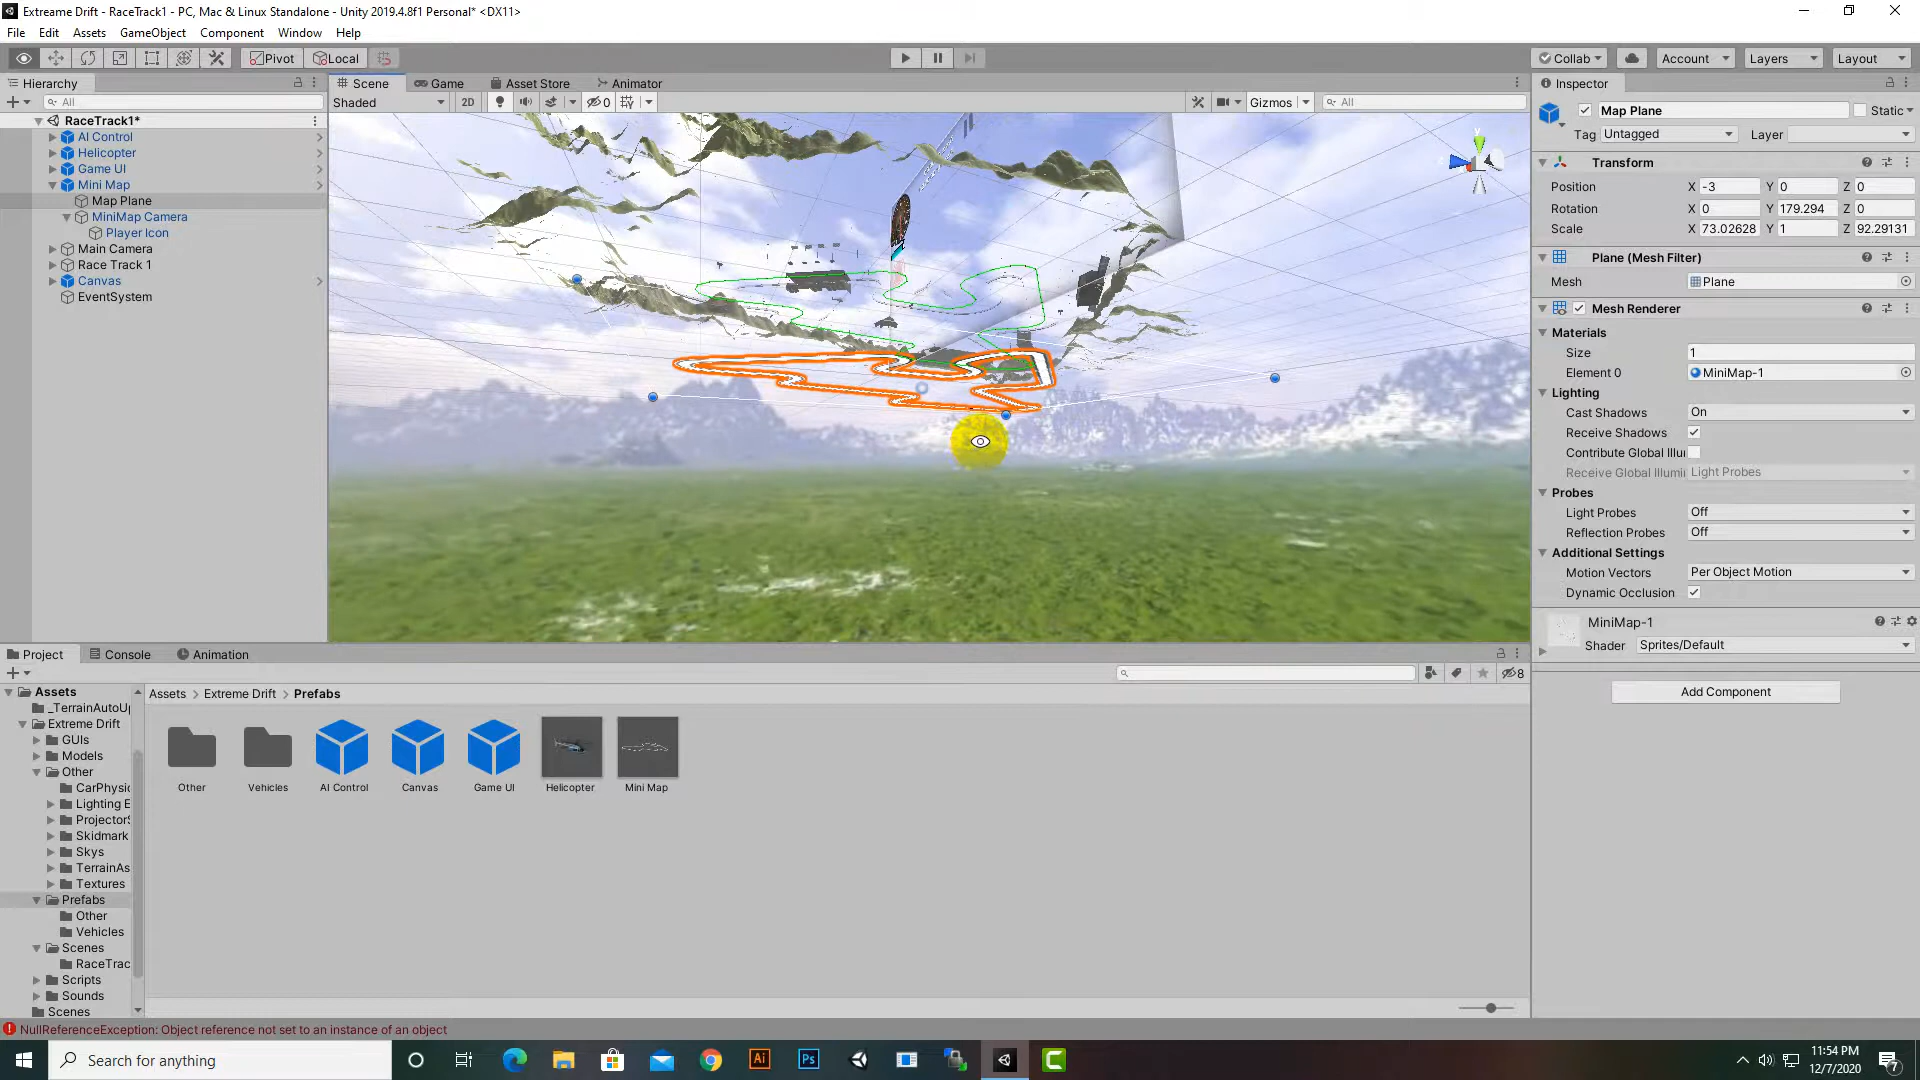 Extreame Drift - RaceTrack1 - PC, Mac & Linux Standalone - Unity 2019.4.8f1 Personal* <DX11>
File Edit Assets GameObject Component Window Help
Pivot Local Collab Account Layers Layout
Hierarchy Scene Game Asset Store Animator Inspector
All Shaded 2D 0 Gizmos All
Map Plane Static
Tag Untagged Layer
RaceTrack1*
AI Control
Helicopter
Game UI
Mini Map
Map Plane
MiniMap Camera
Player Icon
Main Camera
Race Track 1
Canvas
EventSystem
y
Transform
Position X -3 Y 0 Z 0
Rotation X 0 Y 179.294 Z 0
Scale X 73.02628 Y 1 Z 92.29131
Plane (Mesh Filter)
Mesh Plane
Mesh Renderer
Materials
Size 1
Element 0 MiniMap-1
Lighting
Cast Shadows On
Receive Shadows
Contribute Global Illu
Receive Global Illumi Light Probes
Probes
Light Probes Off
Reflection Probes Off
Additional Settings
Motion Vectors Per Object Motion
Dynamic Occlusion
MiniMap-1
Shader Sprites/Default
Add Component
Project Console Animation
8
Assets
_TerrainAutoU
Extreme Drift
GUIs
Models
Other
CarPhysic
Lighting E
ProjectorS
Skidmark
Skys
TerrainAs
Textures
Prefabs
Other
Vehicles
Scenes
RaceTrac
Scripts
Sounds
Scenes
Assets > Extreme Drift > Prefabs
Other Vehicles AI Control Canvas Game UI Helicopter Mini Map
NullReferenceException: Object reference not set to an instance of an object
Search for anything
Ai Ps
11:54 PM
12/7/2020
7